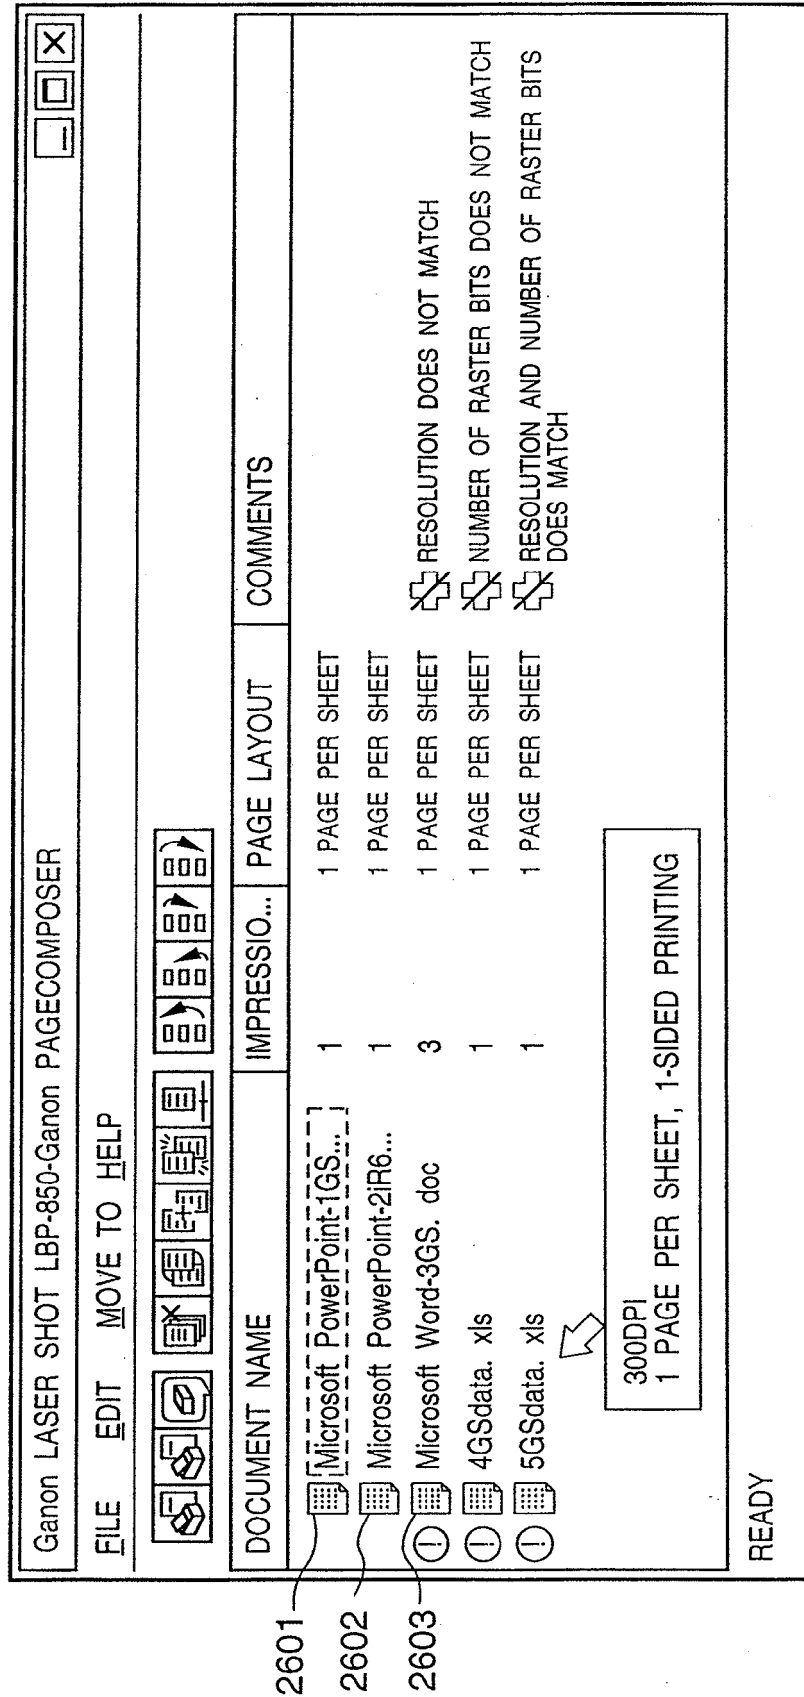 Ganon LASER SHOT LBP-850-Ganon PAGECOMPOSER
FILE EDIT MOVE TO HELP
DOCUMENT NAME IMPRESSIO... PAGE LAYOUT COMMENTS
2601 Microsoft PowerPoint-1GS... 1 1 PAGE PER SHEET
2602 Microsoft PowerPoint-2iR6... 1 1 PAGE PER SHEET
2603 Microsoft Word-3GS. doc 3 1 PAGE PER SHEET RESOLUTION DOES NOT MATCH
4GSdata. xls 1 1 PAGE PER SHEET NUMBER OF RASTER BITS DOES NOT MATCH
5GSdata. xls 1 1 PAGE PER SHEET RESOLUTION AND NUMBER OF RASTER BITS
DOES MATCH
300DPI
1 PAGE PER SHEET, 1-SIDED PRINTING
READY